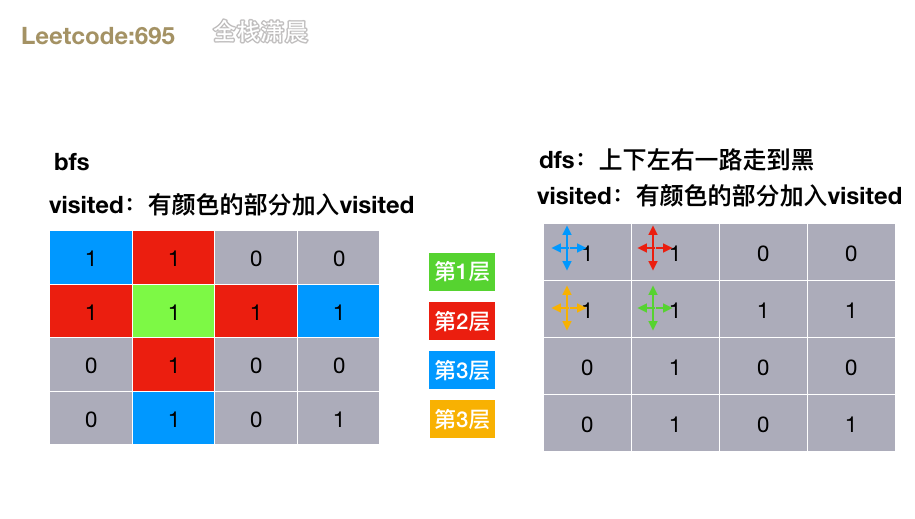 Leetcode:695
全栈潇晨
bfs
visited：有颜色的部分加入visited
1 1 0 0
1 1 1 1
0 1 0 0
0 1 0 1
第1层
第2层
第3层
第3层
dfs：上下左右一路走到黑
visited：有颜色的部分加入visited
1 1 0 0
1 1 1 1
0 1 0 0
0 1 0 1